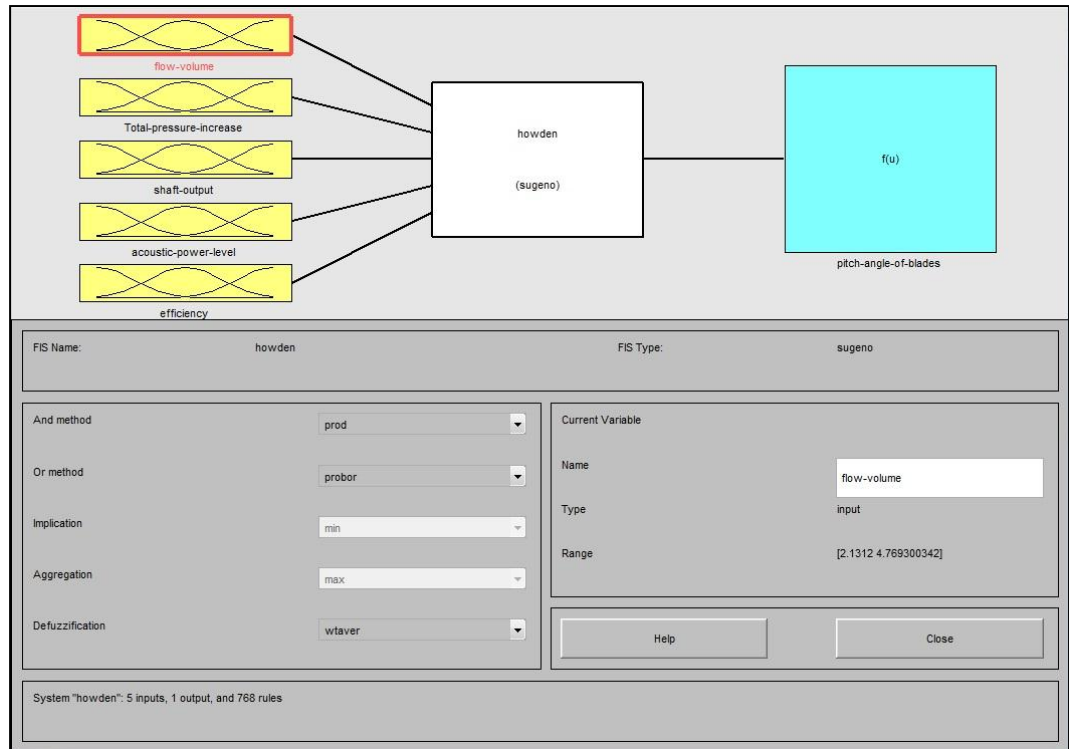 flow-volume
Total-pressure-increase
shaft-output
acoustic-power-level
efficiency
howden
(sugeno)
f(u)
pitch-angle-of-blades
FIS Name: howden FIS Type: sugeno
And method prod
Or method probor
Implication min
Aggregation max
Defuzzification wtaver
Current Variable
Name flow-volume
Type input
Range [2.1312 4.769300342]
Help Close
System "howden": 5 inputs, 1 output, and 768 rules